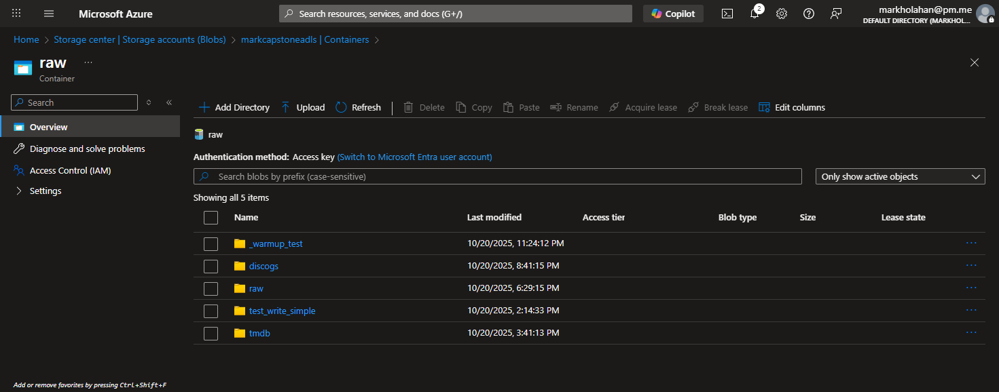 Microsoft Azure
Search resources, services, and docs (G+/)
Copilot
2
markholahan@pm.me
DEFAULT DIRECTORY (MARKHOL...
Home > Storage center | Storage accounts (Blobs) > markcapstoneadls | Containers >
raw ...
Container
Search
Overview
Diagnose and solve problems
Access Control (IAM)
Settings
Add or remove favorites by pressing Ctrl+Shift+F
Add Directory Upload Refresh Delete Copy Paste Rename Acquire lease Break lease Edit columns
raw
Authentication method: Access key (Switch to Microsoft Entra user account)
Search blobs by prefix (case-sensitive)
Only show active objects
Showing all 5 items
Name Last modified Access tier Blob type Size Lease state
_warmup_test 10/20/2025, 11:24:12 PM ...
discogs 10/20/2025, 8:41:15 PM ...
raw 10/20/2025, 6:29:15 PM ...
test_write_simple 10/20/2025, 2:14:33 PM ...
tmdb 10/20/2025, 3:41:13 PM ...